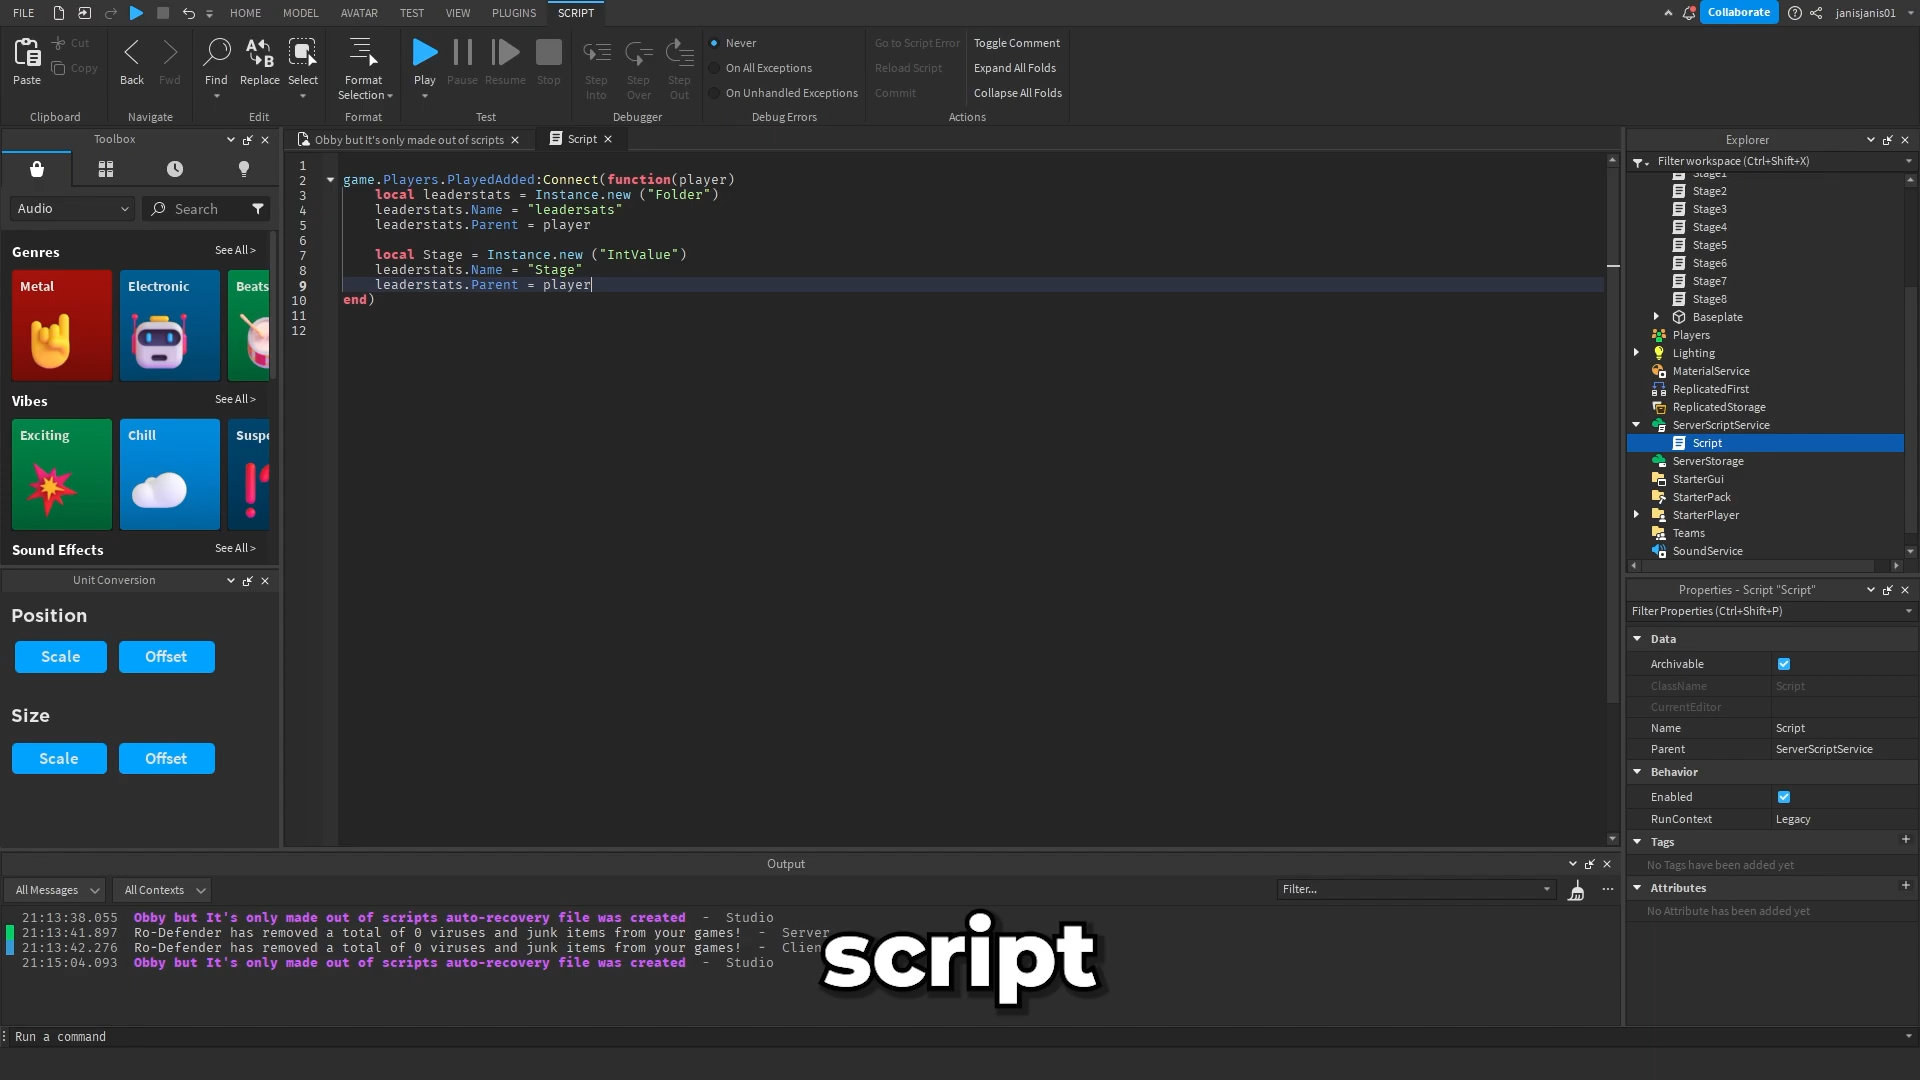 FILE HOME MODEL AVATAR TEST VIEW PLUGINS SCRIPT Collaborate janisjanis01
Paste Cut Copy Back Fwd Find Replace Select Format Selection Play Pause Resume Stop Step Into Step Over Step Out
Never
On All Exceptions
On Unhandled Exceptions
Go to Script Error
Reload Script
Commit
Toggle Comment
Expand All Folds
Collapse All Folds
Clipboard Navigate Edit Format Test Debugger Debug Errors Actions
Toolbox
Audio Search
Genres See All >
Metal Electronic Beats
Vibes See All >
Exciting Chill Suspe
Sound Effects See All >
Unit Conversion
Position
Scale Offset
Size
Scale Offset
Obby but It's only made out of scripts Script
1
2 game.Players.PlayedAdded:Connect(function(player)
3 local leaderstats = Instance.new ("Folder")
4 leaderstats.Name = "leadersats"
5 leaderstats.Parent = player
6
7 local Stage = Instance.new ("IntValue")
8 leaderstats.Name = "Stage"
9 leaderstats.Parent = player
10 end)
11
12
Explorer
Filter workspace (Ctrl+Shift+X)
Stage1
Stage2
Stage3
Stage4
Stage5
Stage6
Stage7
Stage8
Baseplate
Players
Lighting
MaterialService
ReplicatedFirst
ReplicatedStorage
ServerScriptService
Script
ServerStorage
StarterGui
StarterPack
StarterPlayer
Teams
SoundService
Properties - Script "Script"
Filter Properties (Ctrl+Shift+P)
Data
Archivable
ClassName Script
CurrentEditor
Name Script
Parent ServerScriptService
Behavior
Enabled
RunContext Legacy
Tags +
No Tags have been added yet
Attributes +
No Attribute has been added yet
Output
All Messages All Contexts Filter...
21:13:38.055 Obby but It's only made out of scripts auto-recovery file was created - Studio
21:13:41.897 Ro-Defender has removed a total of 0 viruses and junk items from your games! - Server
21:13:42.276 Ro-Defender has removed a total of 0 viruses and junk items from your games! - Clien
21:15:04.093 Obby but It's only made out of scripts auto-recovery file was created - Studio
script
Run a command